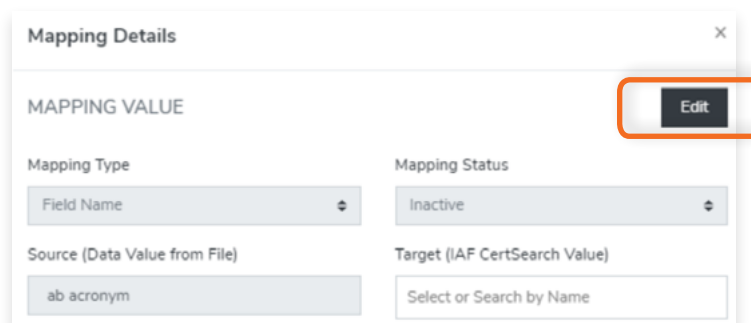 Mapping Details ×
MAPPING VALUE Edit
Mapping Type Mapping Status
Field Name Inactive
Source (Data Value from File) Target (IAF CertSearch Value)
ab acronym Select or Search by Name